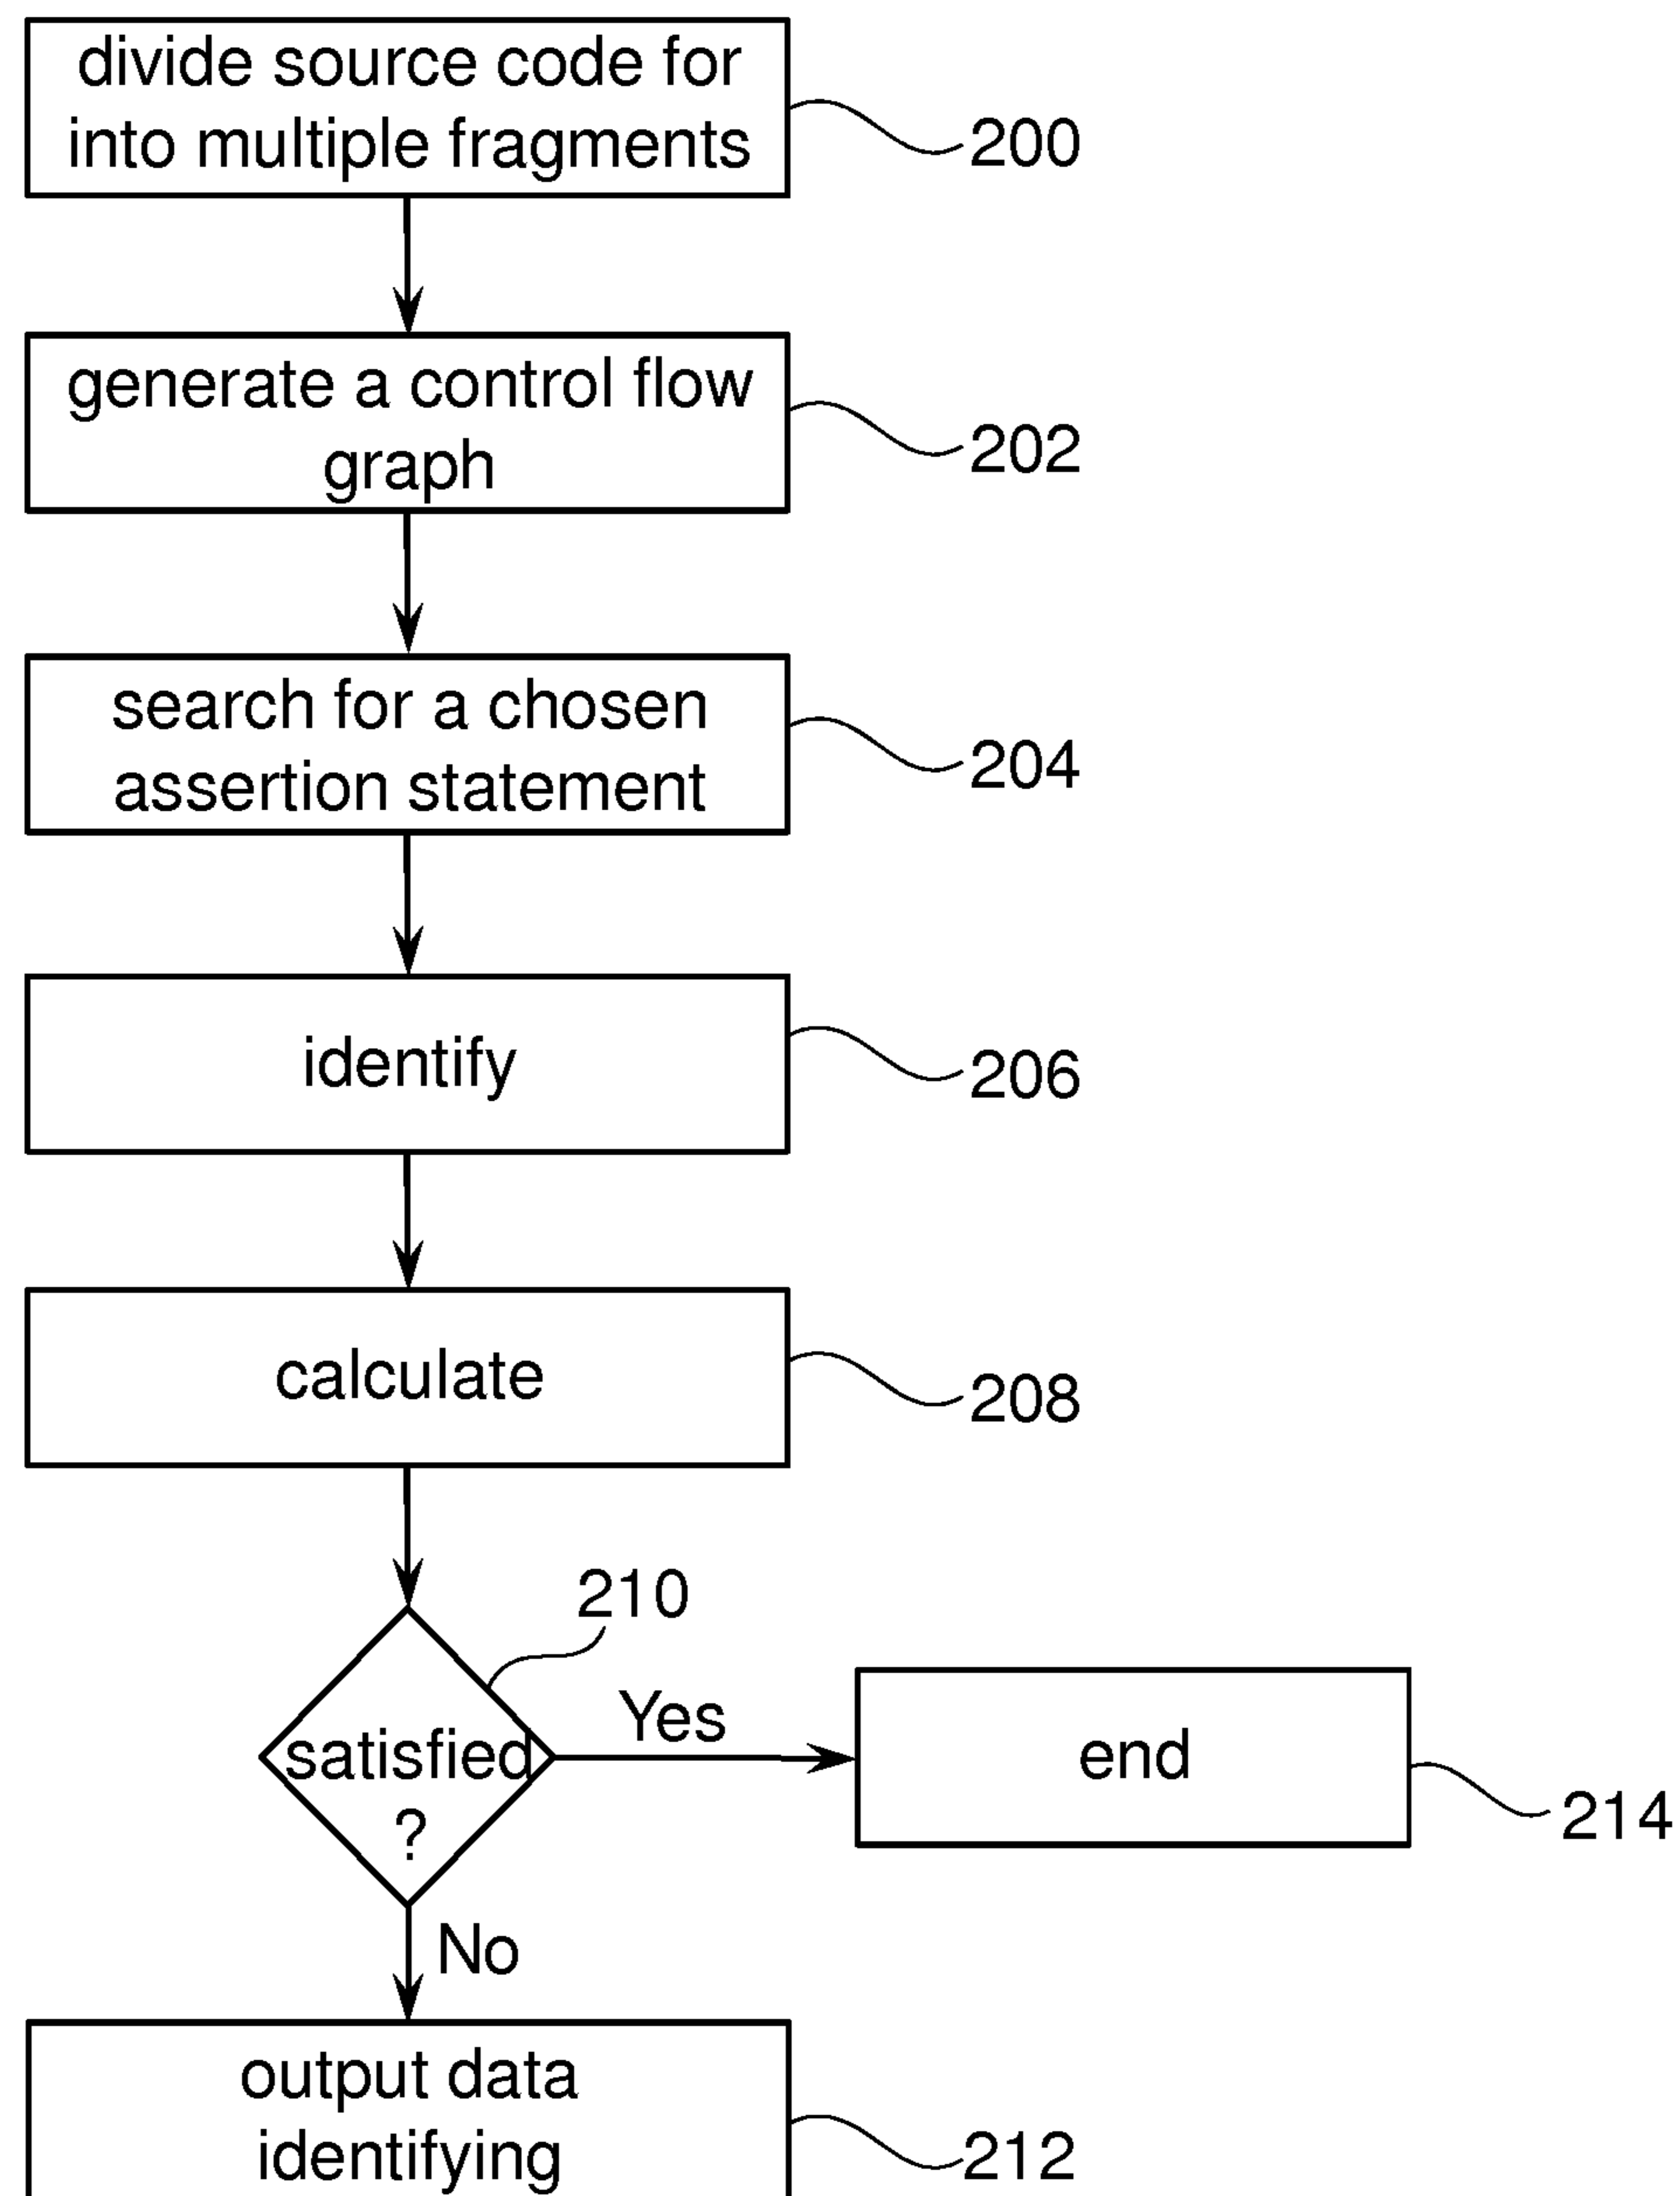 divide source code for
into multiple fragments
200
generate a control flow
graph
202
search for a chosen
assertion statement
204
identify
206
calculate
208
210
satisfied
?
Yes
end
214
No
output data
identifying
212